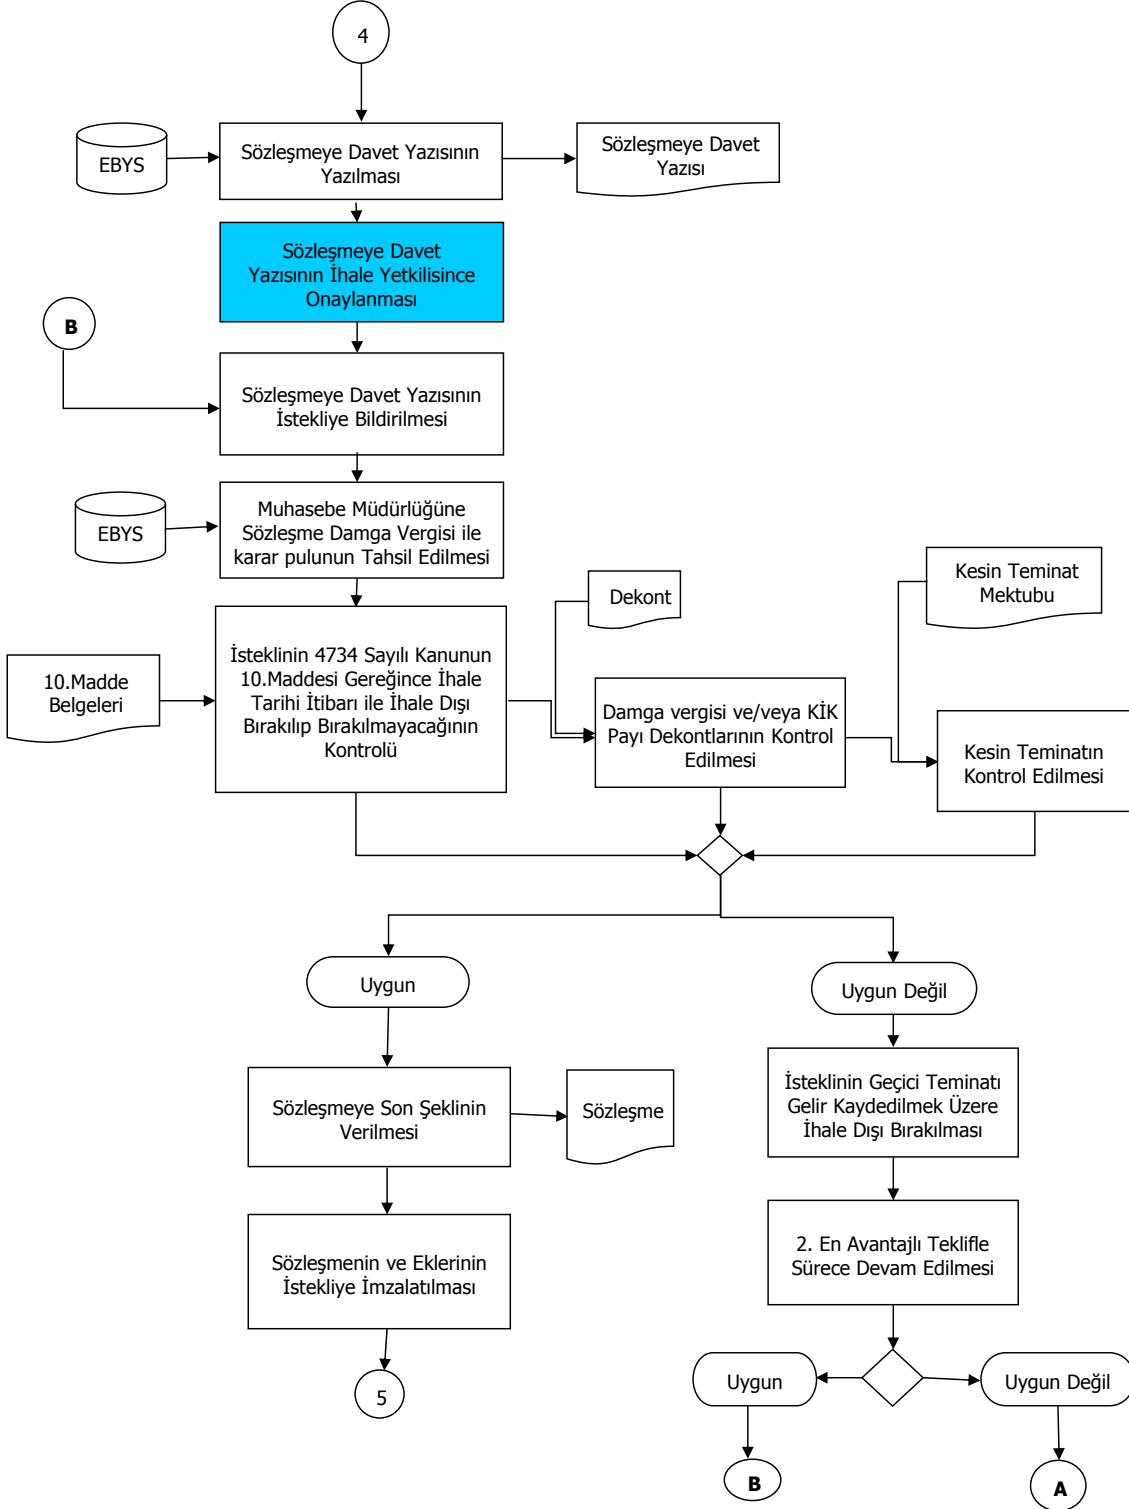 4
EBYS
Sözleşmeye Davet Yazısının
Yazılması
Sözleşmeye Davet
Yazısı
Sözleşmeye Davet
Yazısının İhale Yetkilisince
Onaylanması
B
Sözleşmeye Davet Yazısının
İstekliye Bildirilmesi
EBYS
Muhasebe Müdürlüğüne
Sözleşme Damga Vergisi ile
karar pulunun Tahsil Edilmesi
Dekont
Kesin Teminat
Mektubu
10.Madde
Belgeleri
İsteklinin 4734 Sayılı Kanunun
10.Maddesi Gereğince İhale
Tarihi İtibarı ile İhale Dışı
Bırakılıp Bırakılmayacağının
Kontrolü
Damga vergisi ve/veya KİK
Payı Dekontlarının Kontrol
Edilmesi
Kesin Teminatın
Kontrol Edilmesi
Uygun
Uygun Değil
Sözleşmeye Son Şeklinin
Verilmesi
Sözleşme
İsteklinin Geçici Teminatı
Gelir Kaydedilmek Üzere
İhale Dışı Bırakılması
Sözleşmenin ve Eklerinin
İstekliye İmzalatılması
2. En Avantajlı Teklifle
Sürece Devam Edilmesi
5
Uygun
Uygun Değil
B
A